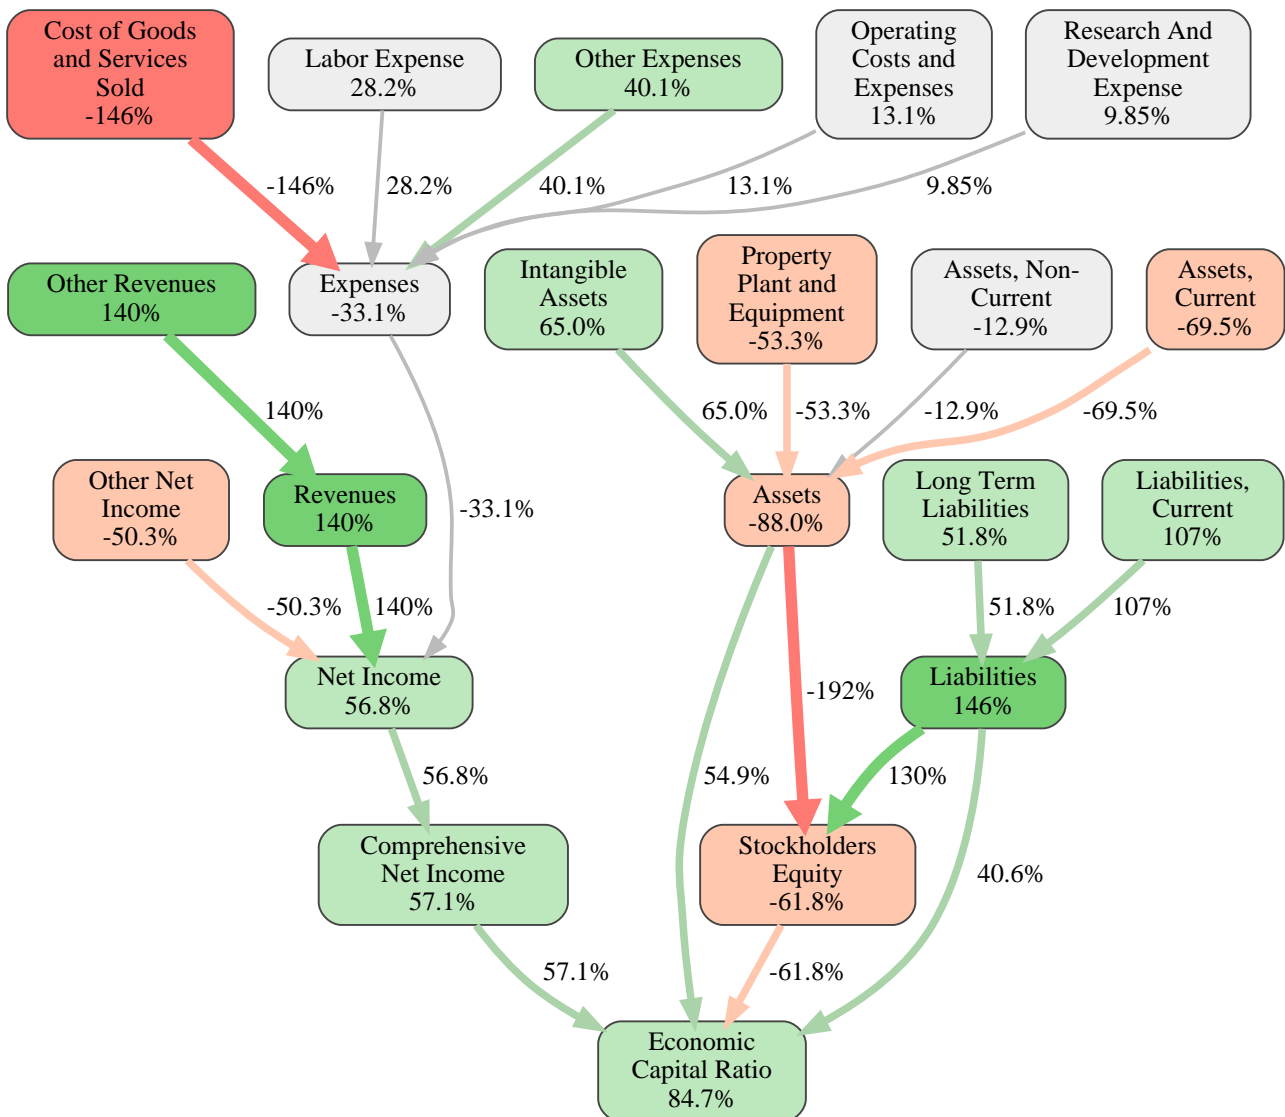 Cost of Goods
and Services
Sold
-146%
Labor Expense
28.2%
Other Expenses
40.1%
Operating
Costs and
Expenses
13.1%
Research And
Development
Expense
9.85%
-146%
28.2%
40.1%
13.1%
9.85%
Other Revenues
140%
Expenses
-33.1%
Intangible
Assets
65.0%
Property
Plant and
Equipment
-53.3%
Assets, Non-
Current
-12.9%
Assets,
Current
-69.5%
140%
65.0%
-53.3%
-12.9%
-69.5%
Other Net
Income
-50.3%
Revenues
140%
-33.1%
Assets
-88.0%
Long Term
Liabilities
51.8%
Liabilities,
Current
107%
-50.3%
140%
51.8%
107%
Net Income
56.8%
-192%
Liabilities
146%
56.8%
54.9%
130%
Comprehensive
Net Income
57.1%
Stockholders
Equity
-61.8%
40.6%
57.1%
-61.8%
Economic
Capital Ratio
84.7%